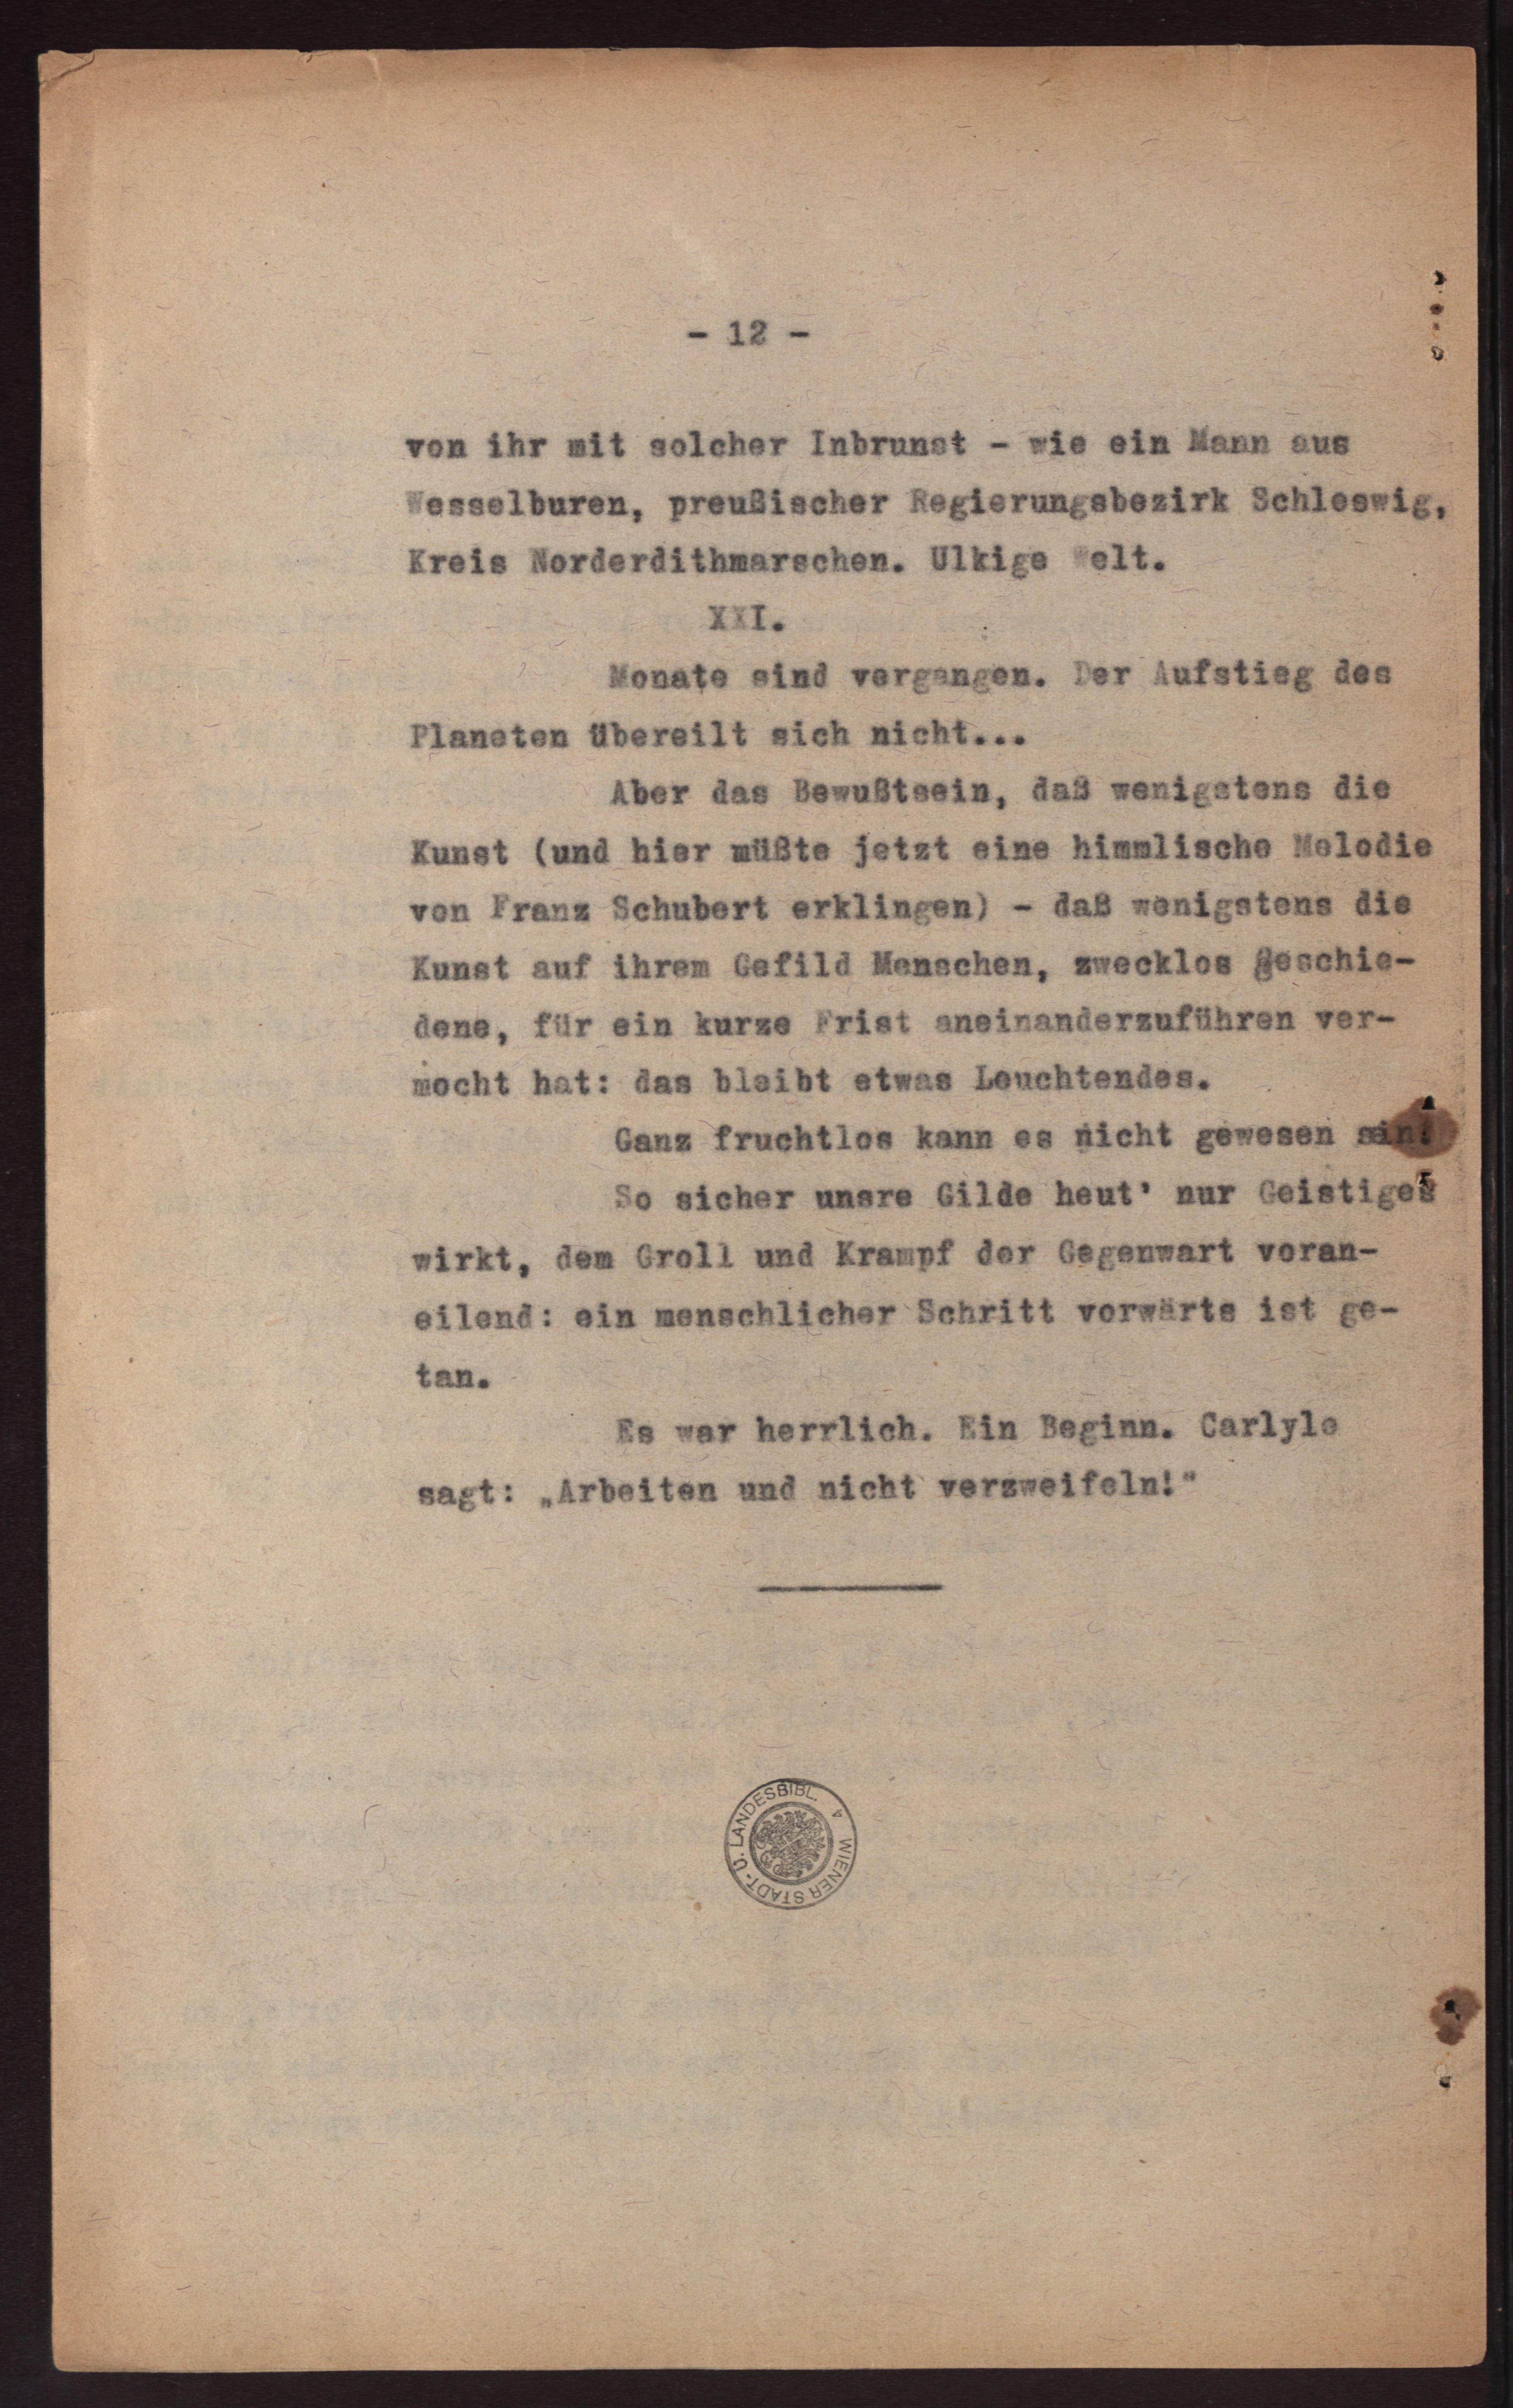 - 12 -
von ihr mit solcher Inbrunst - wie ein Mann aus
Wesselburen, preußischer Regierungsbezirk Schleswig,
Kreis Norderdithmarschen. Ulkige Welt.
XXI.
Monate sind vergangen. Der Aufstieg des
Planeten übereilt sich nicht...
Aber das Bewußtsein, daß wenigstens die
Kunst (und hier müßte jetzt eine himmlische Melodie
von Franz Schubert erklingen) - daß wenigstens die
Kunst auf ihrem Gefild Menschen, zwecklos geschie-
dene, für ein kurze Frist aneinanderzuführen ver-
mocht hat: das bleibt etwas Leuchtendes.
Ganz fruchtlos kann es nicht gewesen sein!
So sicher unsre Gilde heut' nur Geistiges
wirkt, dem Groll und Krampf der Gegenwart voran-
eilend: ein menschlicher Schritt vorwärts ist ge-
tan.
Es war herrlich. Ein Beginn. Carlyle
sagt: „Arbeiten und nicht verzweifeln!"
WIENER STADT- U. LANDESBIBL.